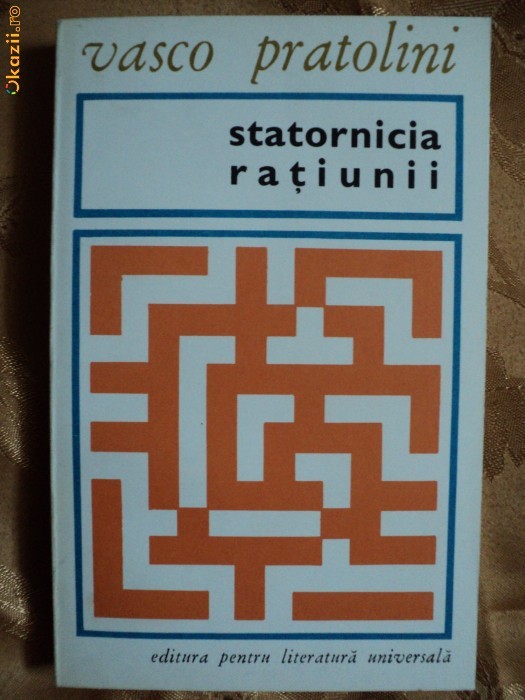 Okazii.ro
vasco pratolini
statornicia
rațiunii
editura pentru literatură universală